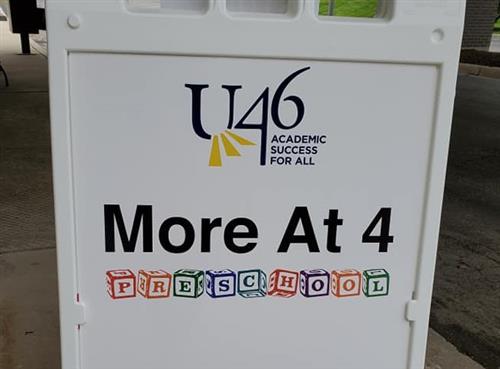 U46
ACADEMIC
SUCCESS
FOR ALL
More At 4
PRESCHOOL